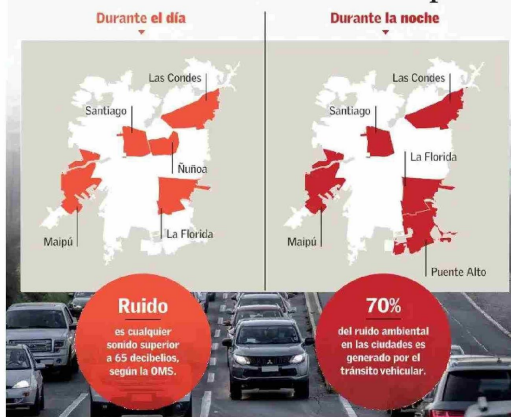 Durante el día
Las Condes
Santiago
Ñuñoa
La Florida
Maipú
Ruido
es cualquier
sonido superior
a 65 decibelios,
según la OMS.
Durante la noche
Las Condes
Santiago
La Florida
Maipú
Puente Alto
70%
del ruido ambiental
en las ciudades es
generado por el
tránsito vehicular.